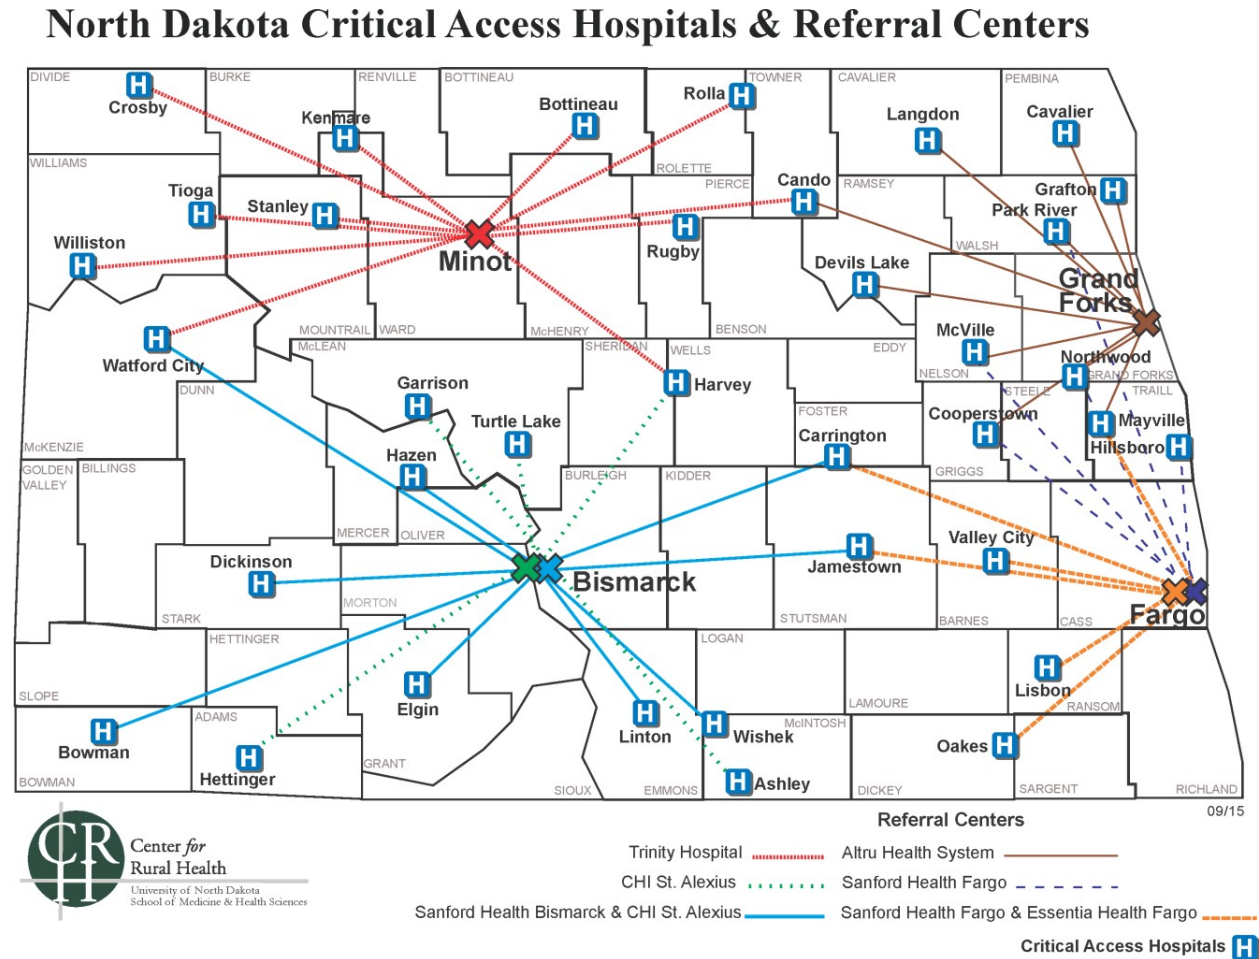 North Dakota Critical Access Hospitals & Referral Centers
DIVIDE
BURKE
RENVILLE
BOTTINEAU
TOWNER
CAVALIER
PEMBINA
H
Crosby
Kenmare
H
Bottineau
H
Rolla H
Langdon
H
Cavalier
H
WILLIAMS
ROLETTE
PIERCE
RAMSEY
Tioga
H
Stanley H
Cando
H
Grafton H
Park River
H
WALSH
Williston
H
Minot
H
Rugby
Devils Lake
H
Grand
Forks
MOUNTRAIL
WARD
McHENRY
BENSON
McVille
H
H
Watford City
McLEAN
SHERIDAN
WELLS
EDDY
NELSON
Northwood
H
GRAND FORKS
STEELE
TRAILL
DUNN
Garrison
H
H Harvey
FOSTER
Turtle Lake
H
Carrington
H
Cooperstown
H
H Mayville
Hillsboro H
McKENZIE
GOLDEN
VALLEY
BILLINGS
Hazen
H
BURLEIGH
KIDDER
GRIGGS
MERCER
OLIVER
Dickinson
H
Bismarck
H
Jamestown
Valley City
H
MORTON
STARK
STUTSMAN
BARNES
CASS
Fargo
HETTINGER
LOGAN
SLOPE
H
Elgin
H
Lisbon
LAMOURE
RANSOM
ADAMS
H
Bowman
H
Linton
H Wishek
McINTOSH
Oakes H
H
Hettinger
GRANT
H Ashley
BOWMAN
SIOUX
EMMONS
DICKEY
SARGENT
RICHLAND
09/15
Referral Centers
Trinity Hospital
Altru Health System
CHI St. Alexius
Sanford Health Fargo
Sanford Health Bismarck & CHI St. Alexius
Sanford Health Fargo & Essentia Health Fargo
Critical Access Hospitals H
CRH
Center for
Rural Health
University of North Dakota
School of Medicine & Health Sciences